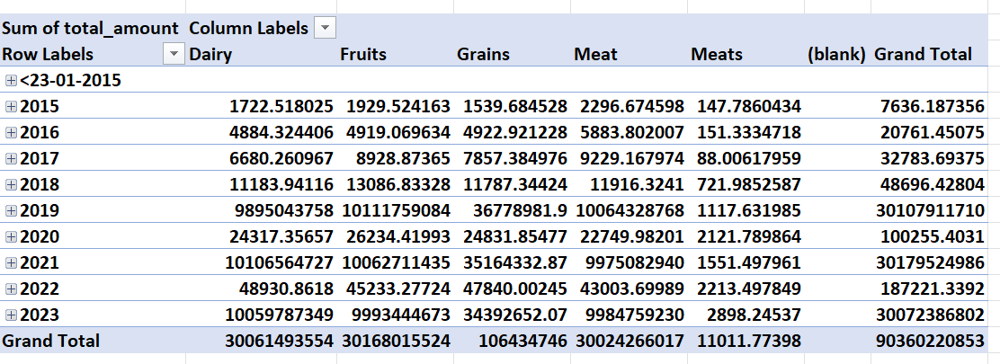 Sum of total_amount Column Labels
Row Labels Dairy Fruits Grains Meat Meats (blank) Grand Total
<23-01-2015
2015 1722.518025 1929.524163 1539.684528 2296.674598 147.7860434 7636.187356
2016 4884.324406 4919.069634 4922.921228 5883.802007 151.3334718 20761.45075
2017 6680.260967 8928.87365 7857.384976 9229.167974 88.00617959 32783.69375
2018 11183.94116 13086.83328 11787.34424 11916.3241 721.9852587 48696.42804
2019 9895043758 10111759084 36778981.9 10064328768 1117.631985 30107911710
2020 24317.35657 26234.41993 24831.85477 22749.98201 2121.789864 100255.4031
2021 10106564727 10062711435 35164332.87 9975082940 1551.497961 30179524986
2022 48930.8618 45233.27724 47840.00245 43003.69989 2213.497849 187221.3392
2023 10059787349 9993444673 34392652.07 9984759230 2898.24537 30072386802
Grand Total 30061493554 30168015524 106434746 30024266017 11011.77398 90360220853